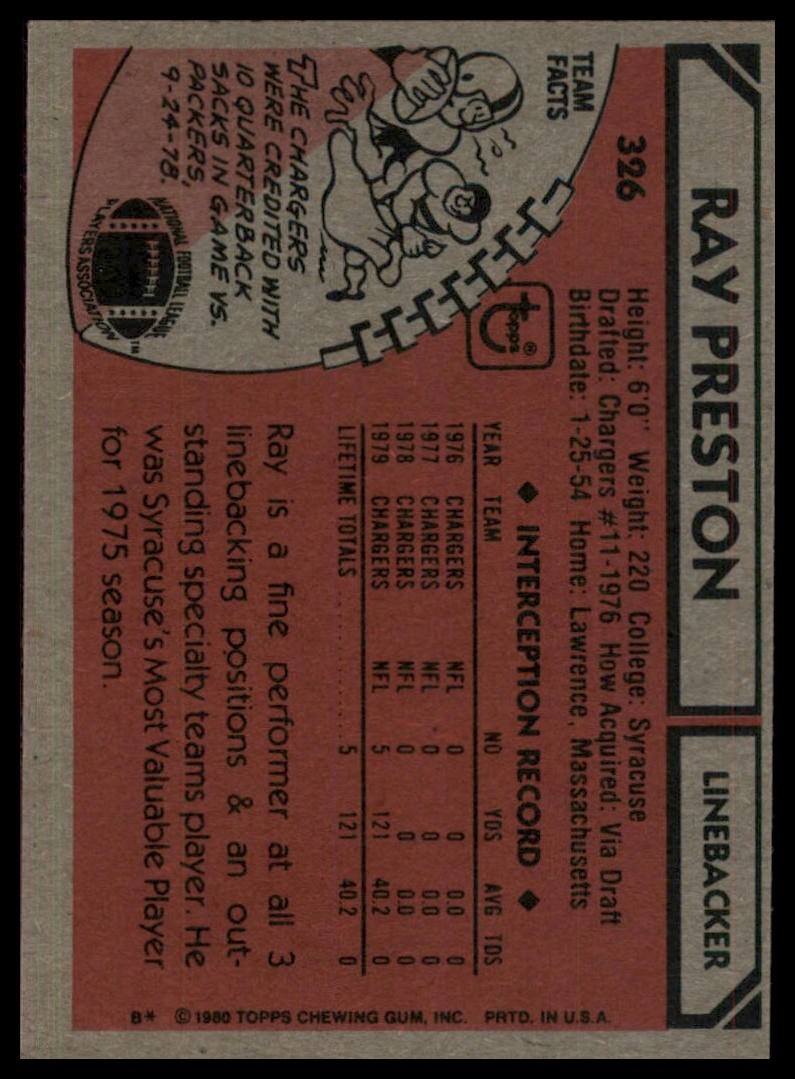 RAY PRESTON
LINEBACKER
326
Height: 6'0" Weight: 220 College: Syracuse
Drafted: Chargers #11-1976 How Acquired: Via Draft
Birthdate: 1-25-54 Home: Lawrence, Massachusetts
topps®
TEAM
FACTS
THE CHARGERS
WERE CREDITED WITH
10 QUARTERBACK
SACKS IN GAME VS.
PACKERS,
9-24-78.
NATIONAL FOOTBALL LEAGUE
PLAYERS ASSOCIATION™
◆ INTERCEPTION RECORD ◆
YEAR TEAM NO YDS AVG TDS
1976 CHARGERS NFL 0 0 0.0 0
1977 CHARGERS NFL 0 0 0.0 0
1978 CHARGERS NFL 0 0 0.0 0
1979 CHARGERS NFL 5 121 40.2 0
LIFETIME TOTALS 5 121 40.2 0
Ray is a fine performer at all 3
linebacking positions & an out-
standing specialty teams player. He
was Syracuse's Most Valuable Player
for 1975 season.
B* © 1980 TOPPS CHEWING GUM, INC. PRTD. IN U.S.A.